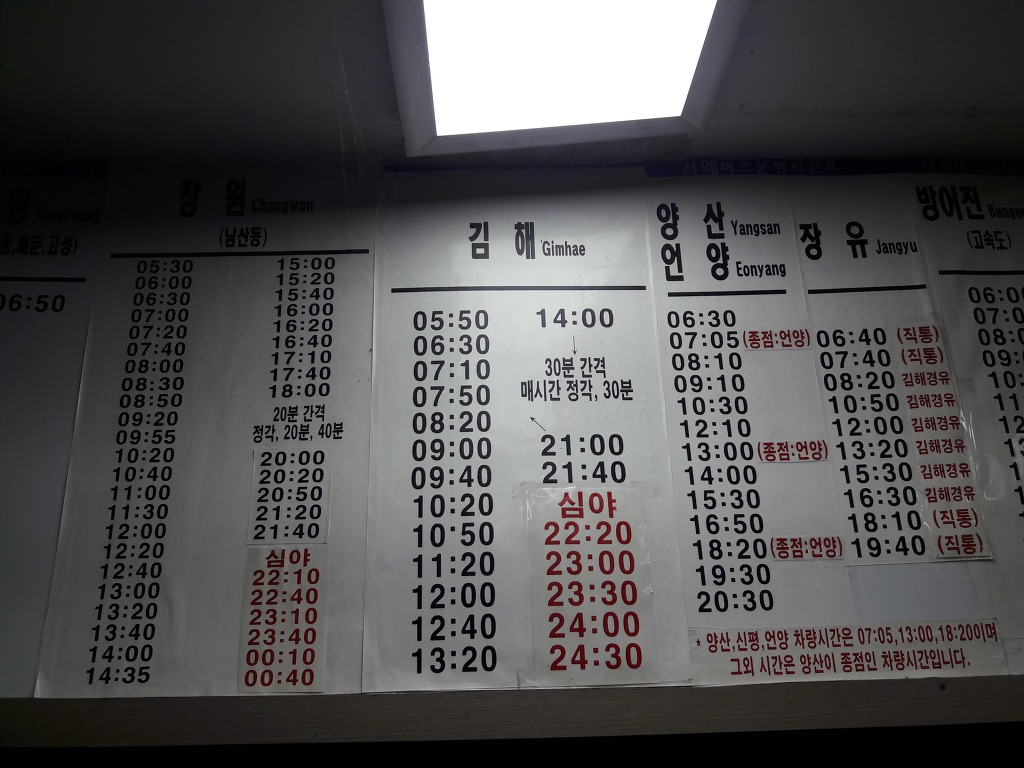 Tongyoung
06:50
창 원 Changwon
(남산동)
05:30
06:00
06:30
07:00
07:20
07:40
08:00
08:30
08:50
09:20
09:55
10:20
10:40
11:00
11:30
12:00
12:20
12:40
13:00
13:20
13:40
14:00
14:35
15:00
15:20
15:40
16:00
16:20
16:40
17:10
17:40
18:00
20분 간격
정각, 20분, 40분
20:00
20:20
20:50
21:20
21:40
심야
22:10
22:40
23:10
23:40
00:10
00:40
김 해 Gimhae
05:50
06:30
07:10
07:50
08:20
09:00
09:40
10:20
10:50
11:20
12:00
12:40
13:20
14:00
↓
30분 간격
매시간 정각, 30분
21:00
21:40
심야
22:20
23:00
23:30
24:00
24:30
시외버스운행시간표
양 산 Yangsan
언 양 Eonyang
06:30
07:05 (종점:언양)
08:10
09:10
10:30
12:10
13:00 (종점:언양)
14:00
15:30
16:50
18:20 (종점:언양)
19:30
20:30
장 유 Jangyu
06:40 (직통)
07:40 (직통)
08:20 김해경유
10:50 김해경유
12:00 김해경유
13:20 김해경유
15:30 김해경유
16:30 김해경유
18:10 (직통)
19:40 (직통)
* 양산,신평,언양 차량시간은 07:05,13:00,18:20이며
그외 시간은 양산이 종점인 차량시간입니다.
방어진
(고속도)